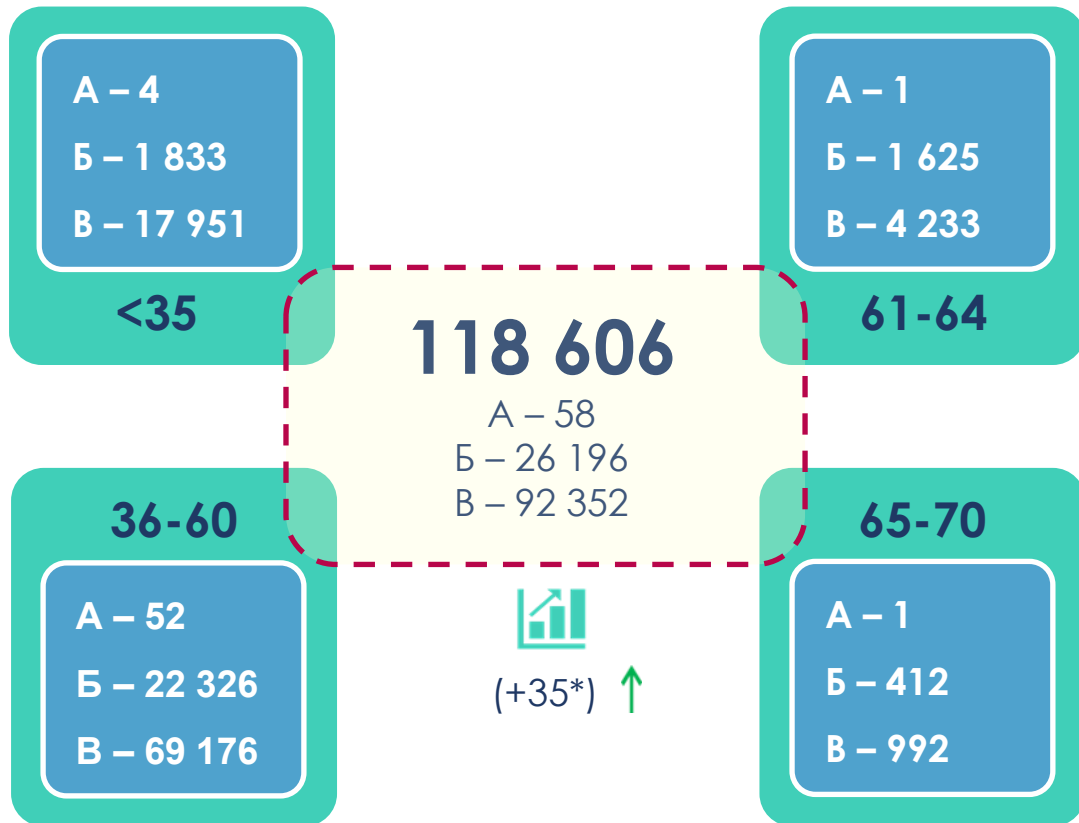 А – 4
Б – 1 833
В – 17 951
<35
А – 1
Б – 1 625
В – 4 233
61-64
118 606
А – 58
Б – 26 196
В – 92 352
(+35*)
36-60
А – 52
Б – 22 326
В – 69 176
65-70
А – 1
Б – 412
В – 992